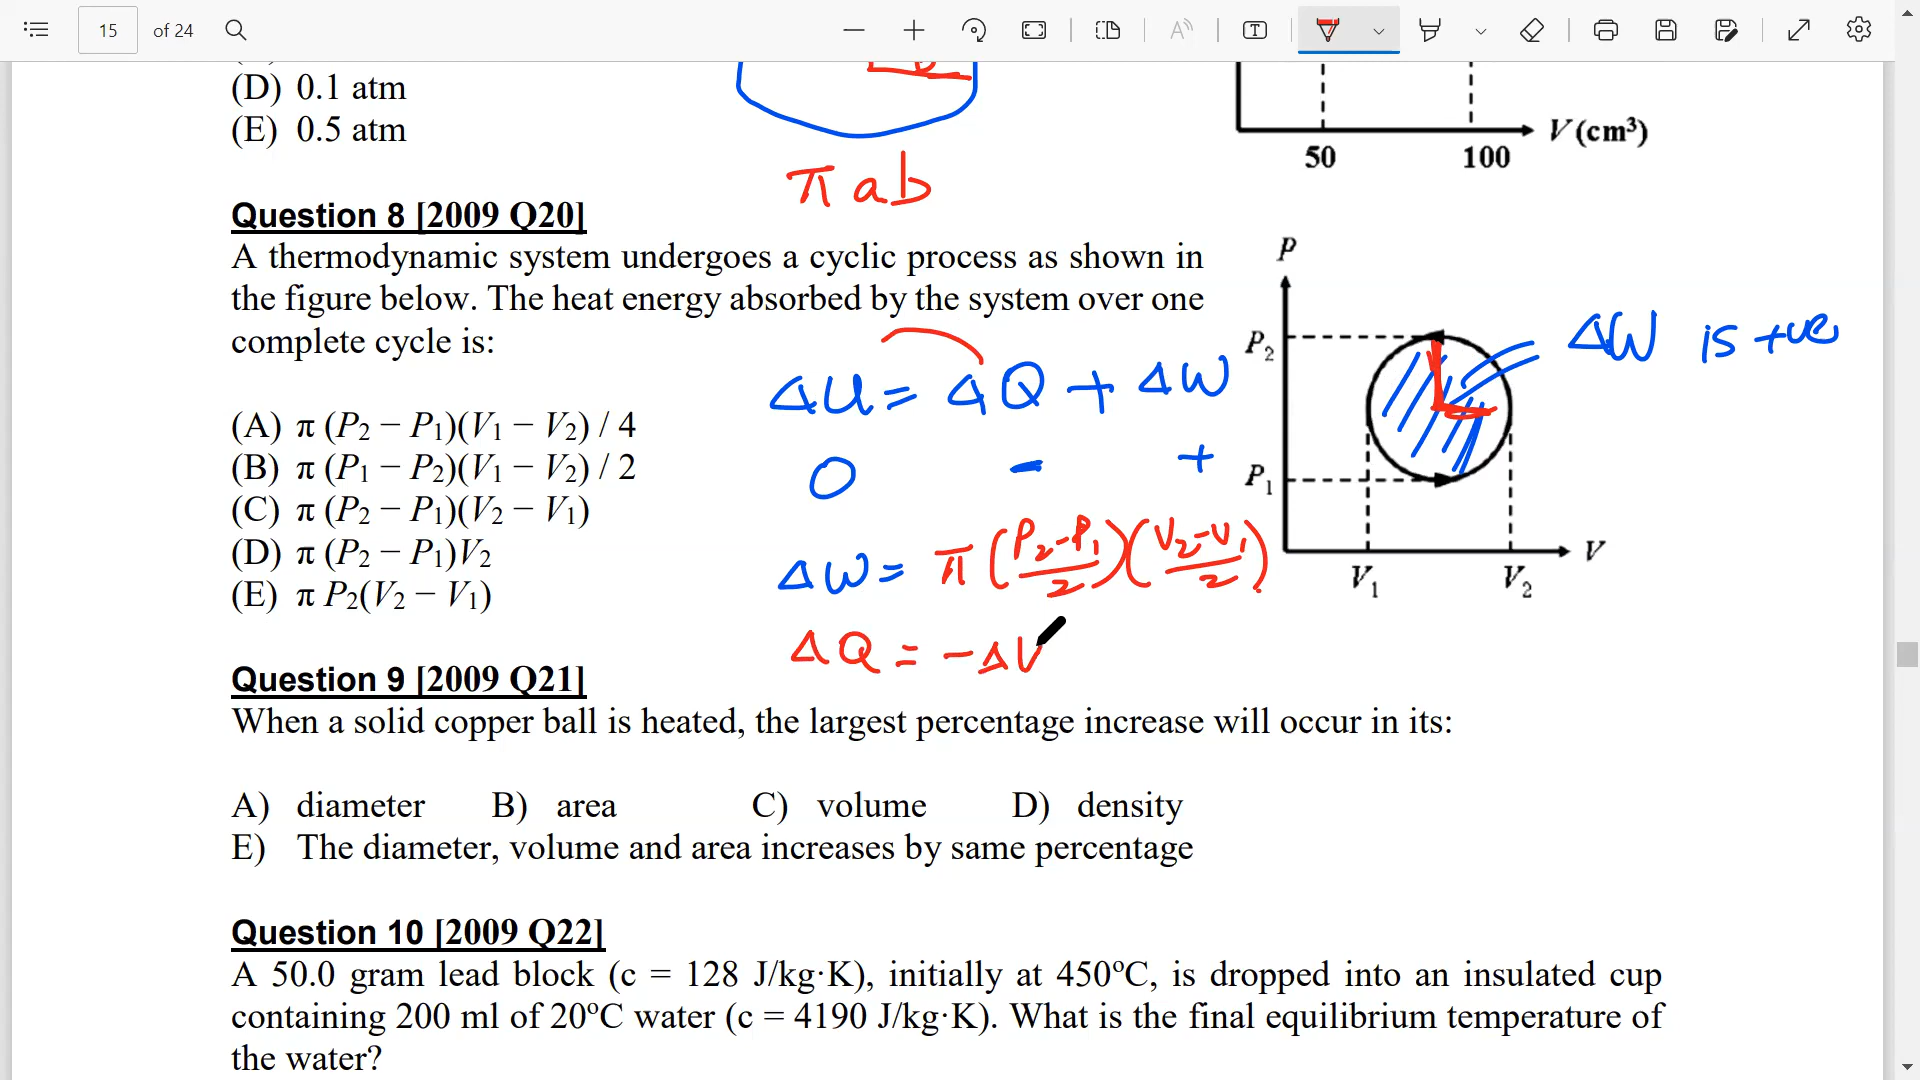 15 of 24
(D) 0.1 atm
(E) 0.5 atm
π a b
V (cm³)
50 100
Question 8 [2009 Q20]
A thermodynamic system undergoes a cyclic process as shown in
the figure below. The heat energy absorbed by the system over one
complete cycle is:
(A) π (P₂ − P₁)(V₁ − V₂) / 4
(B) π (P₁ − P₂)(V₁ − V₂) / 2
(C) π (P₂ − P₁)(V₂ − V₁)
(D) π (P₂ − P₁)V₂
(E) π P₂(V₂ − V₁)
ΔU = ΔQ + ΔW
0 - +
ΔW = π (P₂-P₁/2)(V₂-V₁/2)
ΔQ = -ΔV
P
P₂
P₁
V₁ V₂
V
ΔW is +ve
Question 9 [2009 Q21]
When a solid copper ball is heated, the largest percentage increase will occur in its:
A) diameter B) area C) volume D) density
E) The diameter, volume and area increases by same percentage
Question 10 [2009 Q22]
A 50.0 gram lead block (c = 128 J/kg·K), initially at 450ºC, is dropped into an insulated cup
containing 200 ml of 20ºC water (c = 4190 J/kg·K). What is the final equilibrium temperature of
the water?